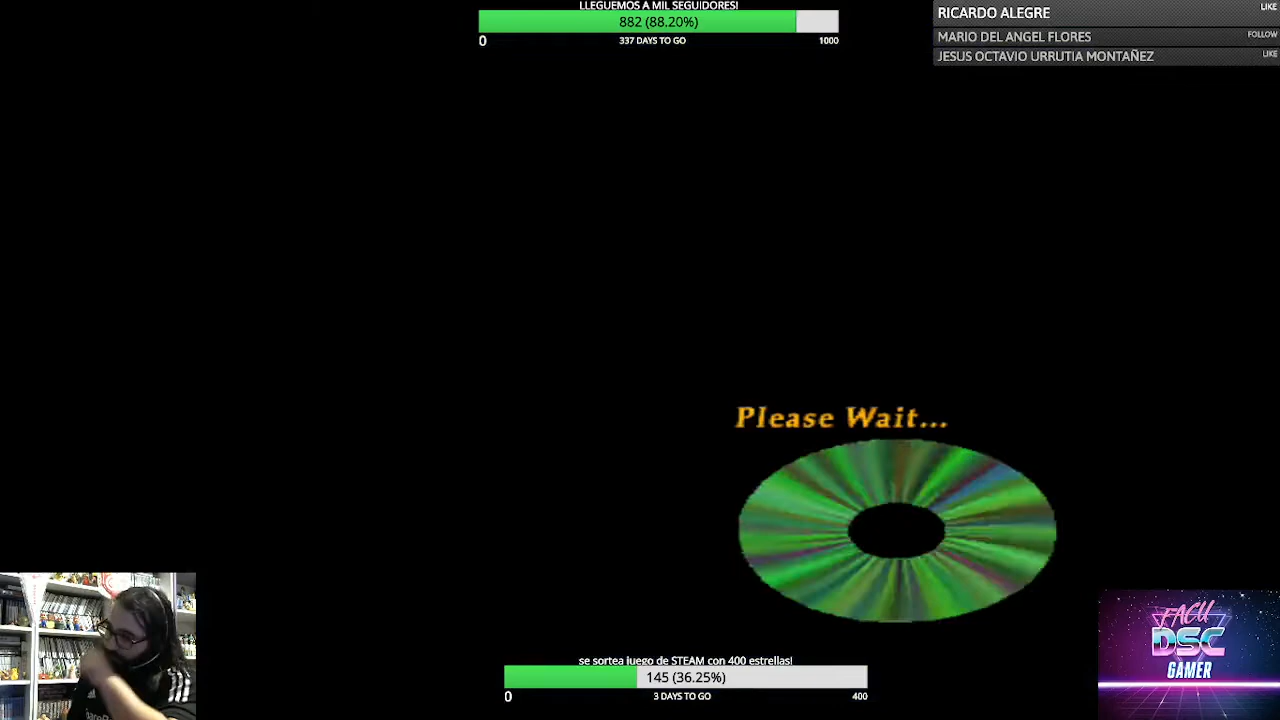 LLEGUEMOS A MIL SEGUIDORES!
882 (88.20%)
0
337 DAYS TO GO
1000
RICARDO ALEGRE
LIKE
MARIO DEL ANGEL FLORES
FOLLOW
JESUS OCTAVIO URRUTIA MONTAÑEZ
LIKE
Please Wait...
se sortea juego de STEAM con 400 estrellas!
145 (36.25%)
0
3 DAYS TO GO
400
FACU
DSC
GAMER